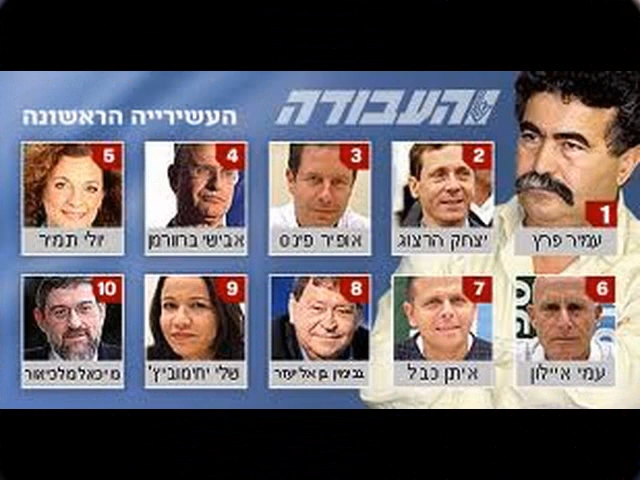 העבודה
העשירייה הראשונה
1
עמיר פרץ
2
יצחק הרצוג
3
אופיר פינס
4
אבישי ברוורמן
5
יולי תמיר
6
עמי איילון
7
איתן כבל
8
בנימין בן אליעזר
9
שלי יחימוביץ'
10
מיכאל מלכיאור